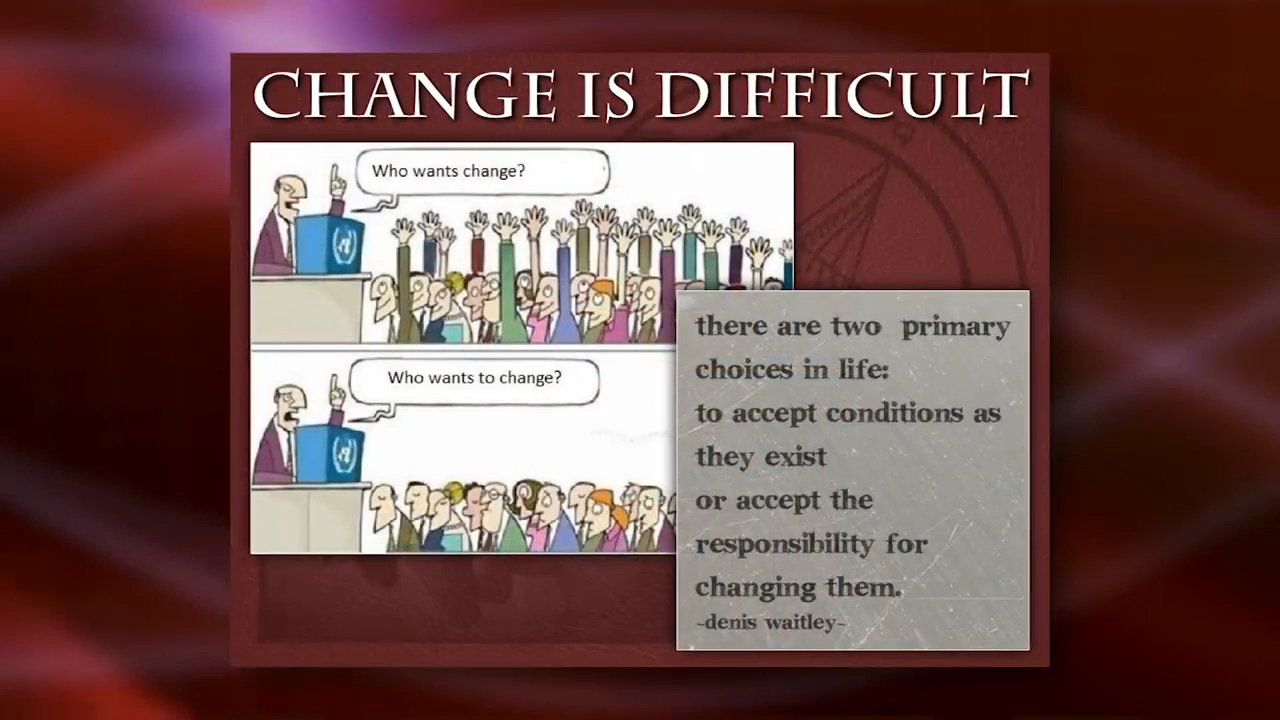 CHANGE IS DIFFICULT
Who wants change?
Who wants to change?
there are two primary
choices in life:
to accept conditions as
they exist
or accept the
responsibility for
changing them.
-denis waitley-